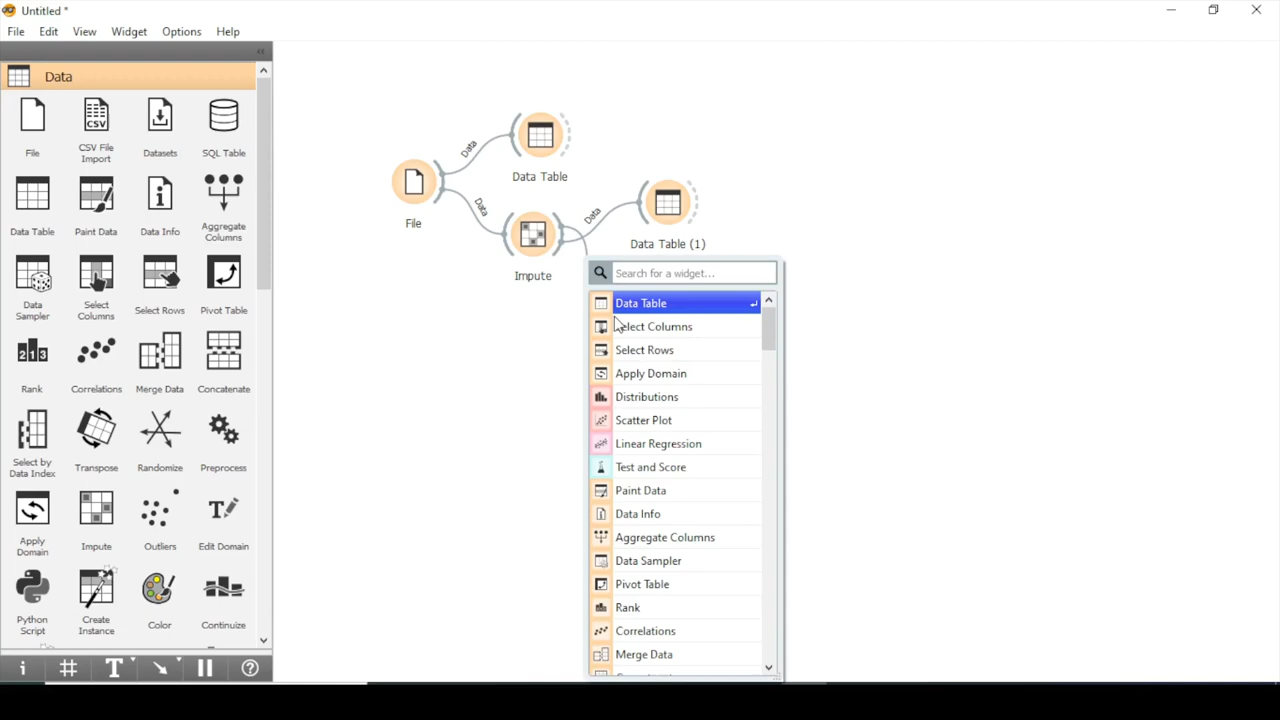 Untitled *
File Edit View Widget Options Help
Data
File
CSV File
Import
Datasets
SQL Table
Data Table
Paint Data
Data Info
Aggregate
Columns
Data
Sampler
Select
Columns
Select Rows
Pivot Table
213
Rank
Correlations
Merge Data
Concatenate
Select by
Data Index
Transpose
Randomize
Preprocess
Apply
Domain
Impute
Outliers
Edit Domain
Python
Script
Create
Instance
Color
Continuize
Data
Data Table
File
Data
Impute
Data
Data Table (1)
Search for a widget...
Data Table
Select Columns
Select Rows
Apply Domain
Distributions
Scatter Plot
Linear Regression
Test and Score
Paint Data
Data Info
Aggregate Columns
Data Sampler
Pivot Table
Rank
Correlations
Merge Data